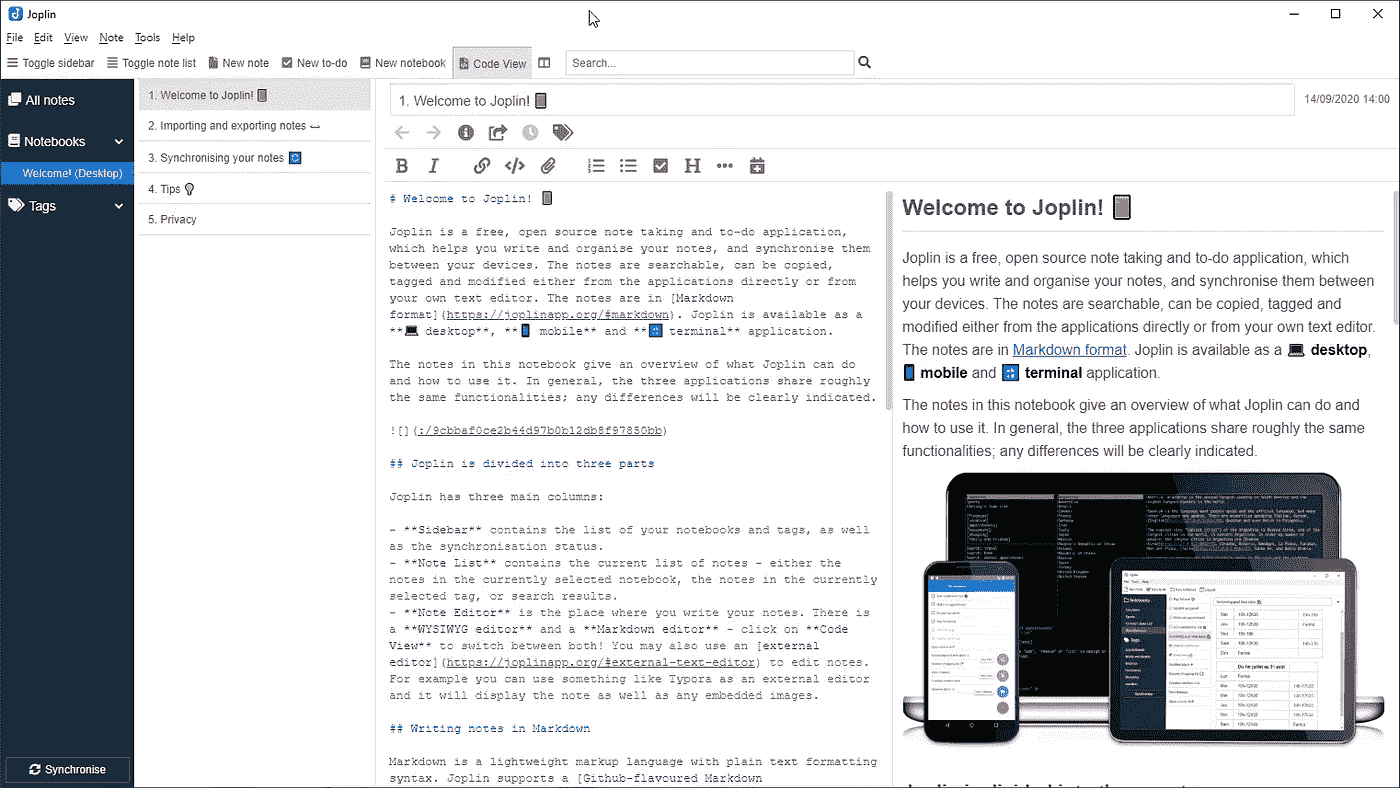 Joplin
File Edit View Note Tools Help
Toggle sidebar Toggle note list New note New to-do New notebook Code View Search...
All notes
Notebooks
Welcome! (Desktop)
Tags
Synchronise
1. Welcome to Joplin!
2. Importing and exporting notes
3. Synchronising your notes
4. Tips
5. Privacy
1. Welcome to Joplin!
14/09/2020 14:00
# Welcome to Joplin!
Joplin is a free, open source note taking and to-do application,
which helps you write and organise your notes, and synchronise them
between your devices. The notes are searchable, can be copied,
tagged and modified either from the applications directly or from
your own text editor. The notes are in [Markdown
format](https://joplinapp.org/#markdown). Joplin is available as a
**💻 desktop**, **📱 mobile** and ** terminal** application.
The notes in this notebook give an overview of what Joplin can do
and how to use it. In general, the three applications share roughly
the same functionalities; any differences will be clearly indicated.
![](:/9cbbaf0ce2b44d97b0b12db8f97850bb)
## Joplin is divided into three parts
Joplin has three main columns:
- **Sidebar** contains the list of your notebooks and tags, as well
as the synchronisation status.
- **Note List** contains the current list of notes - either the
notes in the currently selected notebook, the notes in the currently
selected tag, or search results.
- **Note Editor** is the place where you write your notes. There is
a **WYSIWYG editor** and a **Markdown editor** - click on **Code
View** to switch between both! You may also use an [external
editor](https://joplinapp.org/#external-text-editor) to edit notes.
For example you can use something like Typora as an external editor
and it will display the note as well as any embedded images.
## Writing notes in Markdown
Markdown is a lightweight markup language with plain text formatting
syntax. Joplin supports a [Github-flavoured Markdown
Welcome to Joplin!
Joplin is a free, open source note taking and to-do application, which
helps you write and organise your notes, and synchronise them between
your devices. The notes are searchable, can be copied, tagged and
modified either from the applications directly or from your own text editor.
The notes are in Markdown format. Joplin is available as a 💻 desktop,
📱 mobile and terminal application.
The notes in this notebook give an overview of what Joplin can do and
how to use it. In general, the three applications share roughly the same
functionalities; any differences will be clearly indicated.